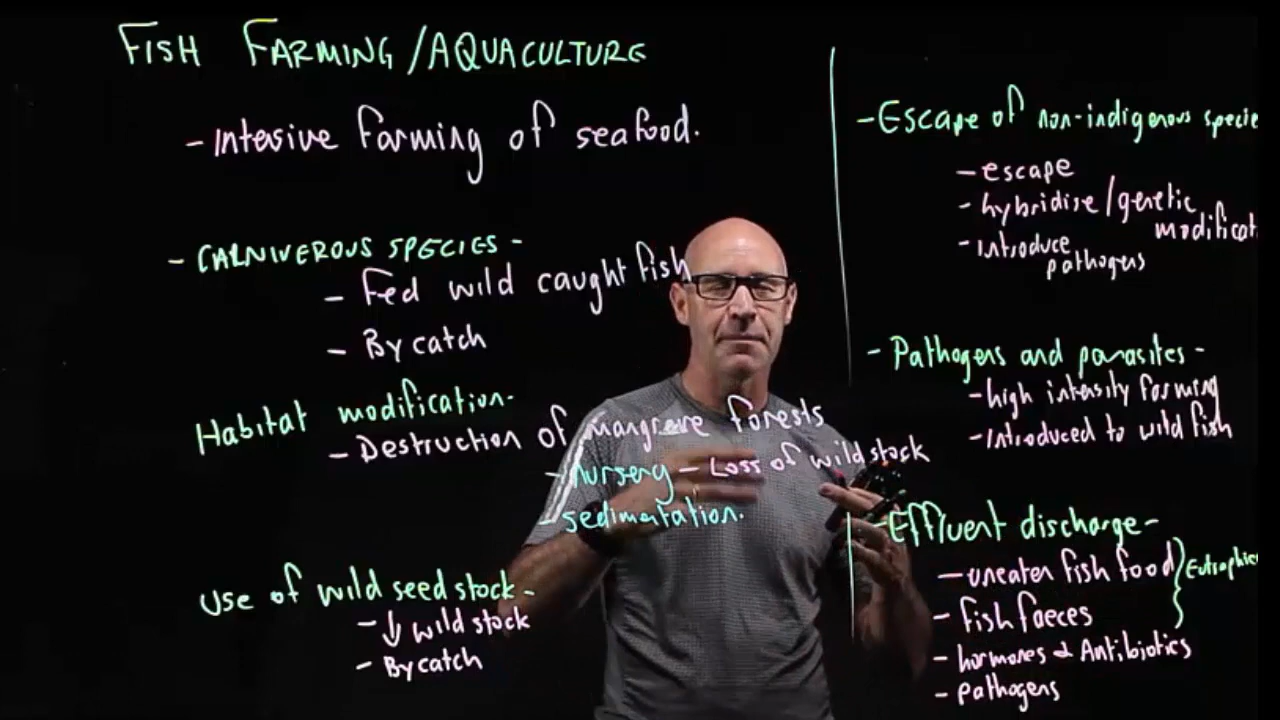 FISH FARMING/AQUACULTURE
- Intensive farming of seafood.
- CARNIVEROUS SPECIES -
- Fed wild caught fish
- By catch
Habitat modification-
- Destruction of mangrove forests
- nursery - Loss of wild stock
- sedimentation.
Use of wild seed stock -
- ↓ wild stock
- By catch
- Escape of non-indigenous specie
- escape
- hybridise/genetic
modificat
- introduce
pathogens
- Pathogens and parasites -
- high intensity farming
- introduced to wild fish
- Effluent discharge -
- uneaten fish food } Eutrophic
- fish faeces
- hormones & Antibiotics
- pathogens